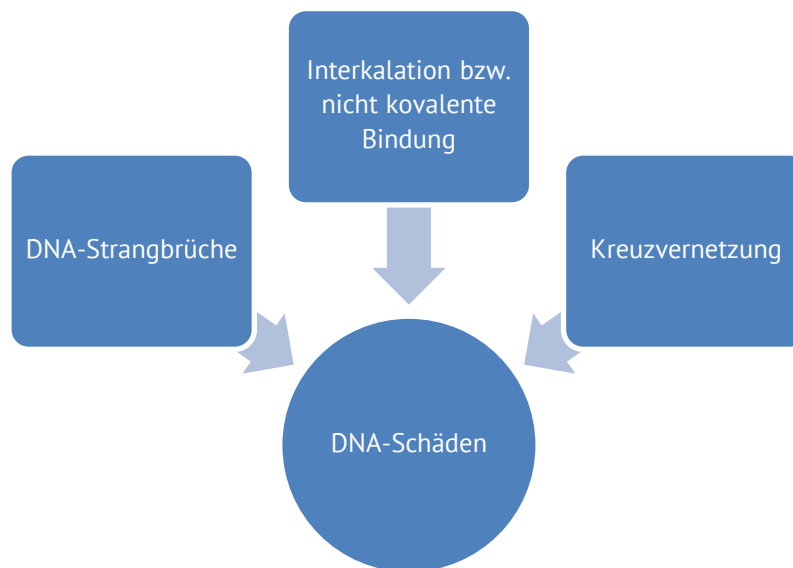 Interkalation bzw.
nicht kovalente
Bindung
DNA-Strangbrüche
Kreuzvernetzung
DNA-Schäden